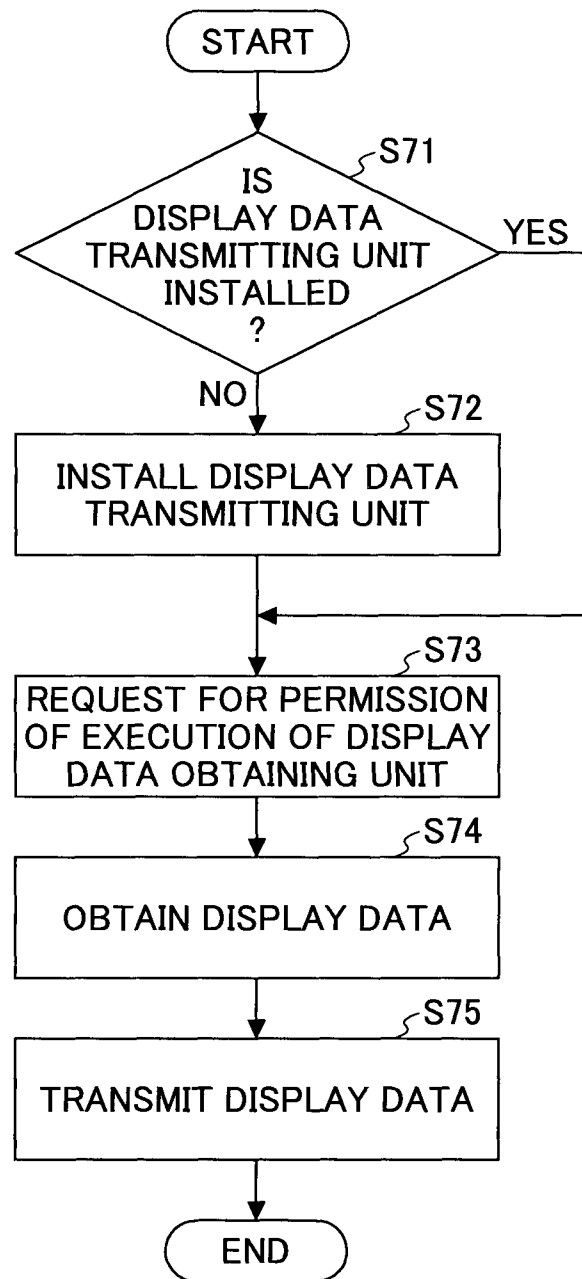 START
S71
IS
DISPLAY DATA
TRANSMITTING UNIT
INSTALLED
?
YES
NO
S72
INSTALL DISPLAY DATA
TRANSMITTING UNIT
S73
REQUEST FOR PERMISSION
OF EXECUTION OF DISPLAY
DATA OBTAINING UNIT
S74
OBTAIN DISPLAY DATA
S75
TRANSMIT DISPLAY DATA
END